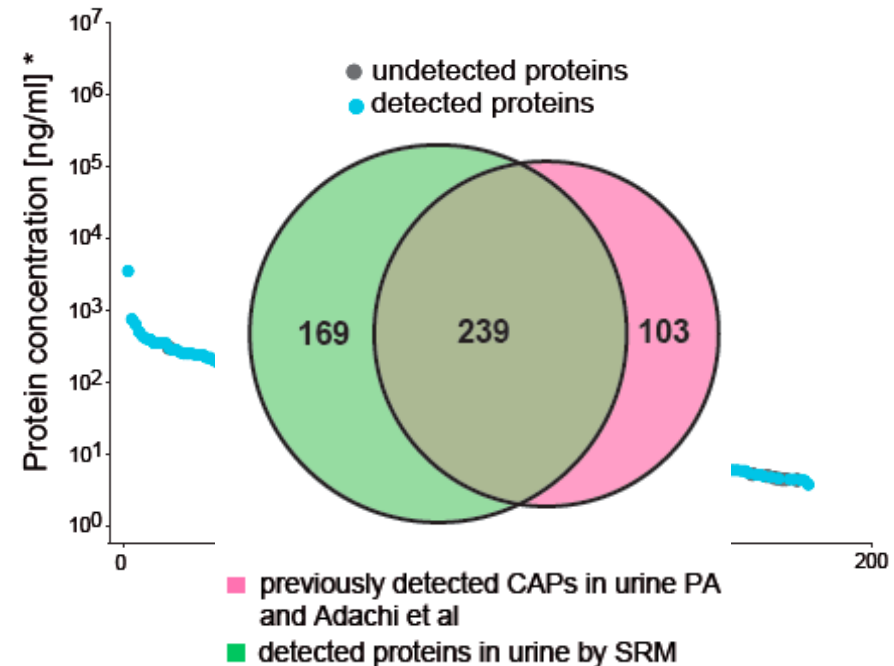 10⁷
undetected proteins
10⁶
detected proteins
Protein concentration [ng/ml] *
10⁵
10⁴
10³
169
239
103
10²
10¹
10⁰
0
200
previously detected CAPs in urine PA
and Adachi et al
detected proteins in urine by SRM